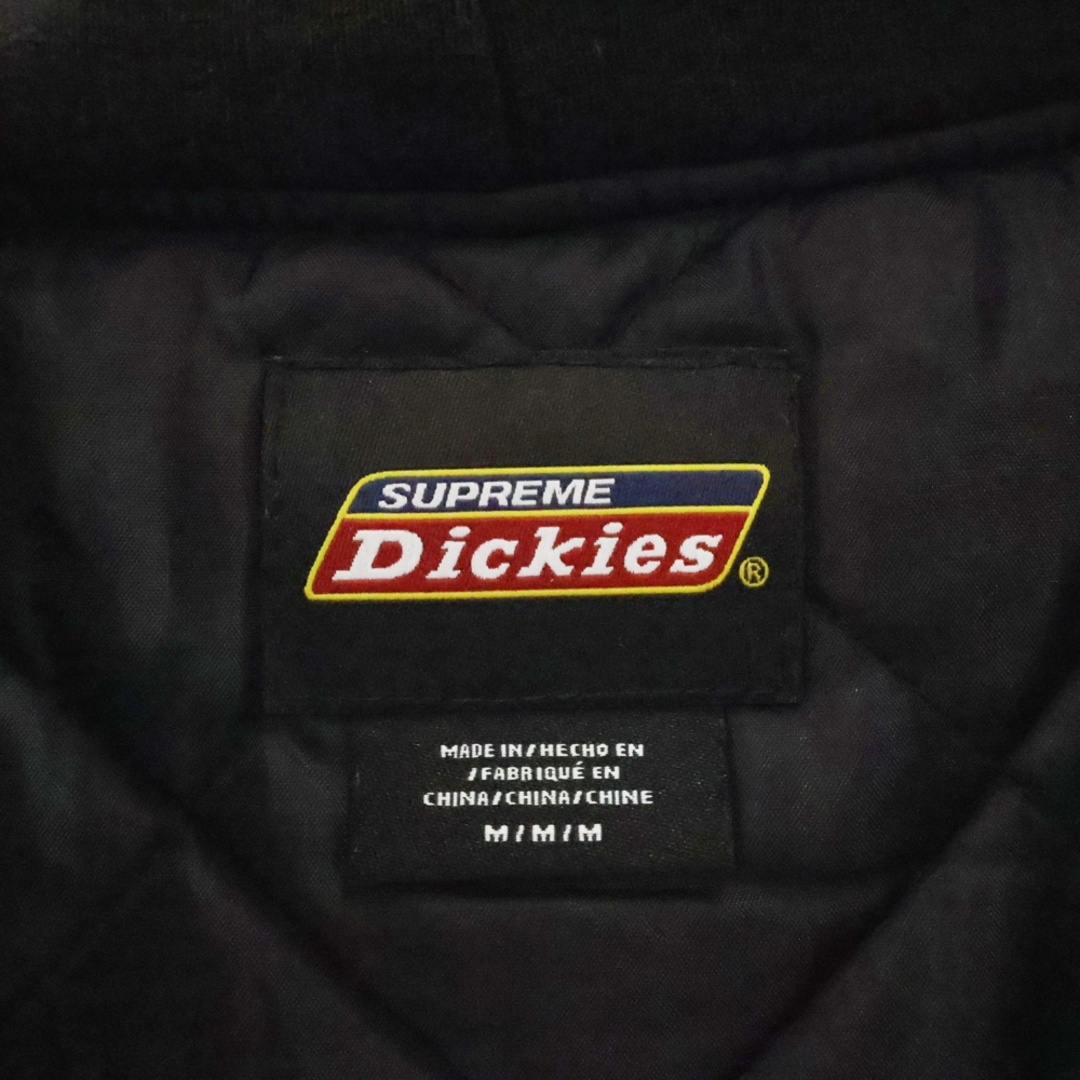 SUPREME
Dickies®
MADE IN/HECHO EN
/FABRIQUÉ EN
CHINA/CHINA/CHINE
M/M/M